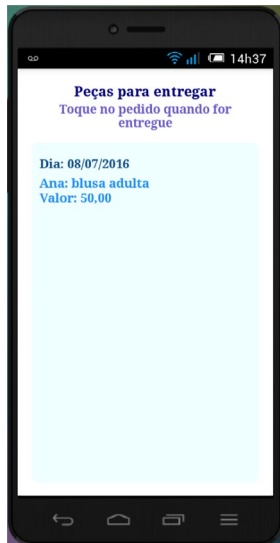 14h37
Peças para entregar
Toque no pedido quando for
entregue
Dia: 08/07/2016
Ana: blusa adulta
Valor: 50,00